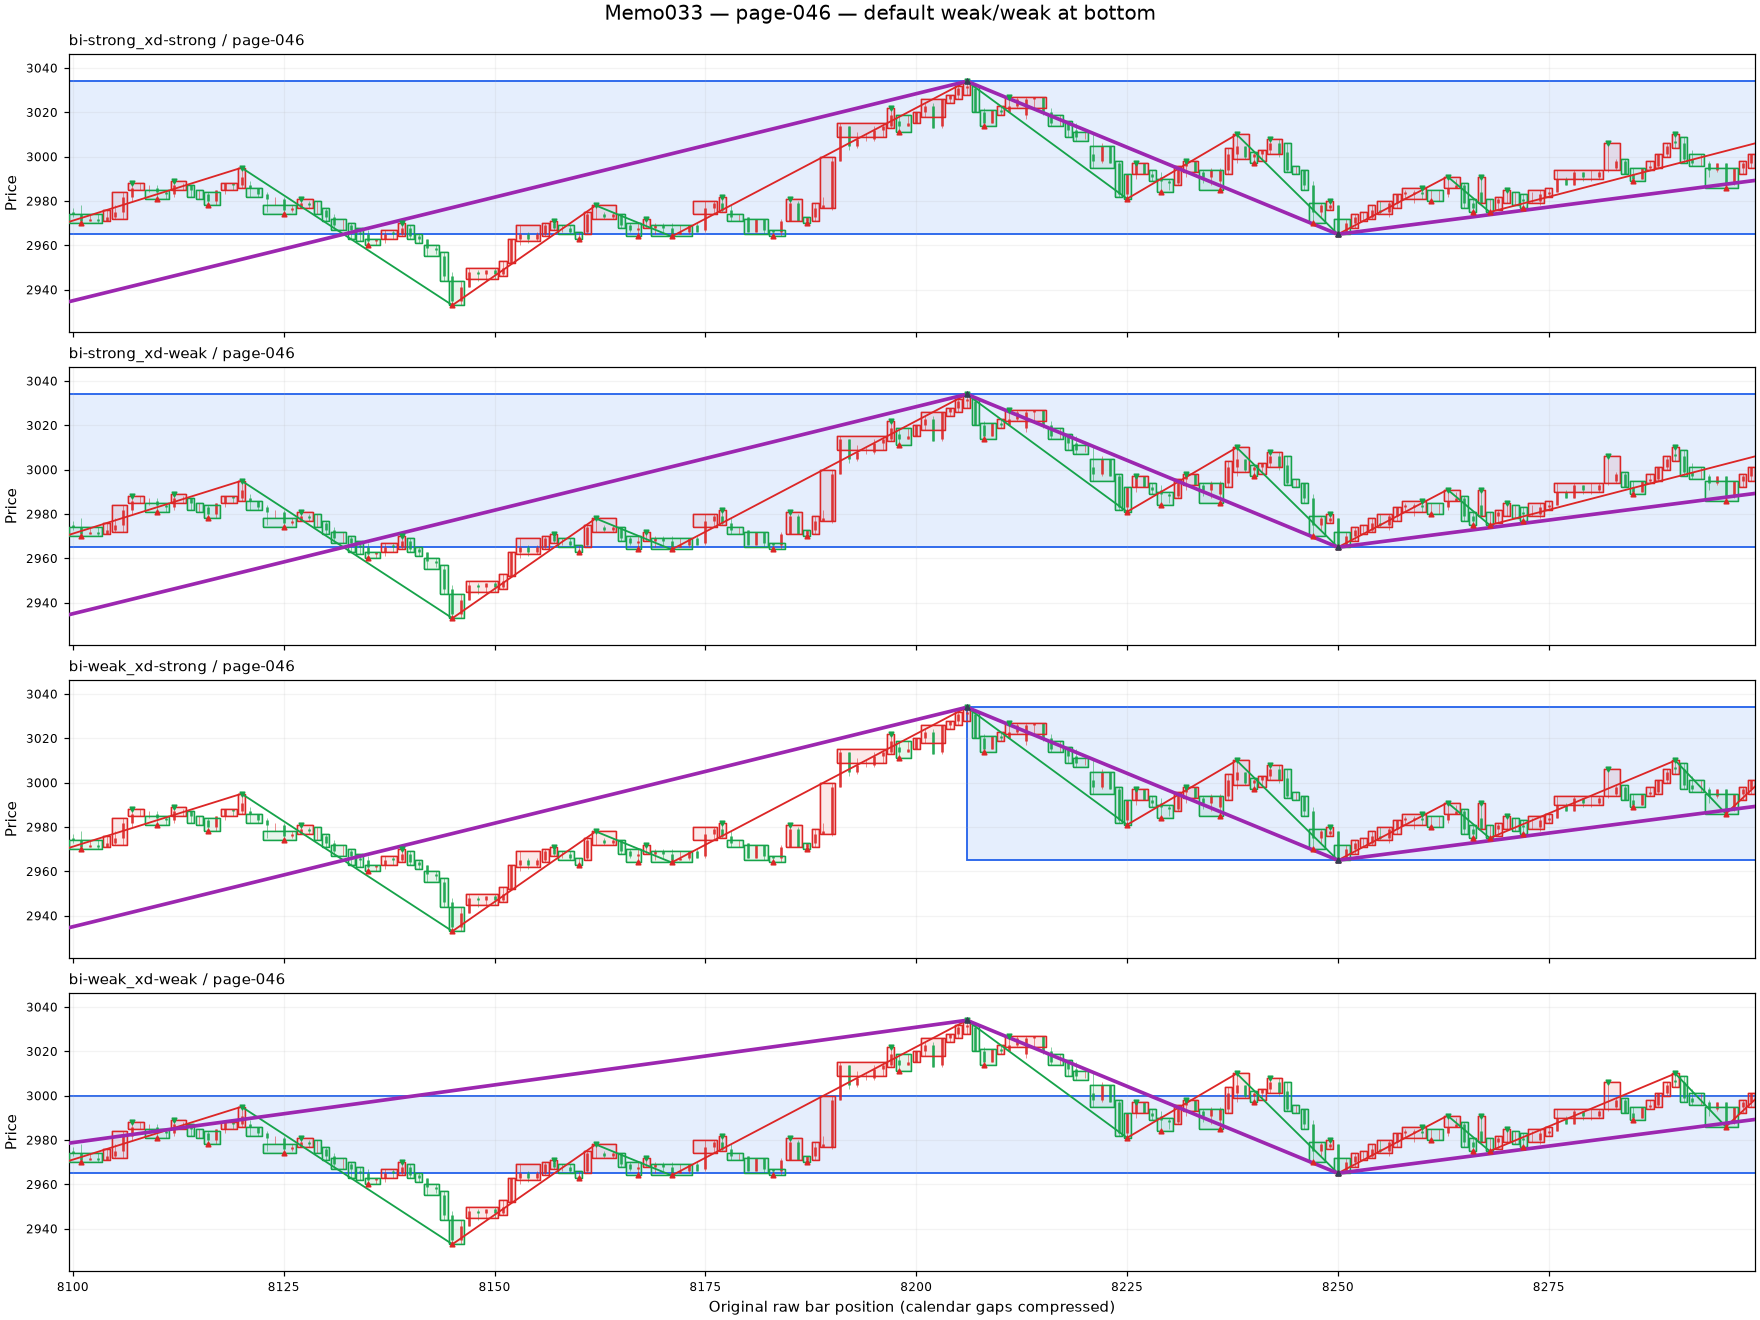 Memo033 — page-046 — default weak/weak at bottom
bi-strong_xd-strong / page-046
3040
3020
3000
2980
2960
2940
Price
bi-strong_xd-weak / page-046
3040
3020
3000
2980
2960
2940
Price
bi-weak_xd-strong / page-046
3040
3020
3000
2980
2960
2940
Price
bi-weak_xd-weak / page-046
3040
3020
3000
2980
2960
2940
Price
8100 8125 8150 8175 8200 8225 8250 8275
Original raw bar position (calendar gaps compressed)